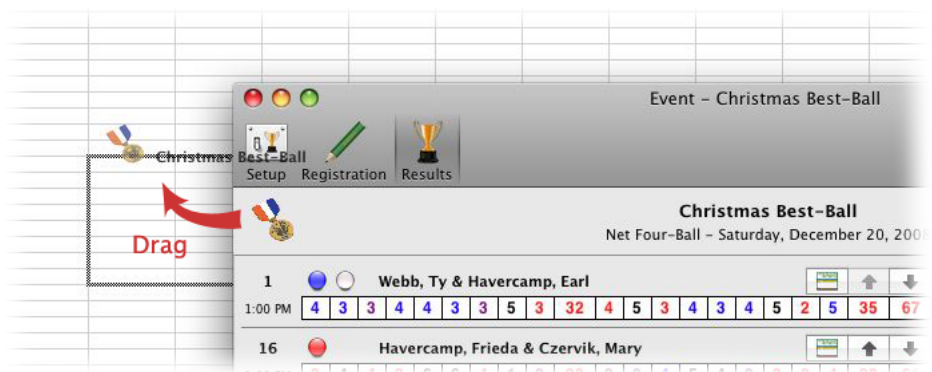 Event – Christmas Best–Ball
Christmas Best–Ball
Setup Registration Results
Drag
Christmas Best–Ball
Net Four–Ball – Saturday, December 20, 2008
1 Webb, Ty & Havercamp, Earl
1:00 PM 4 3 3 4 4 3 3 5 3 32 4 5 3 4 3 4 5 2 5 35 67
16 Havercamp, Frieda & Czervik, Mary